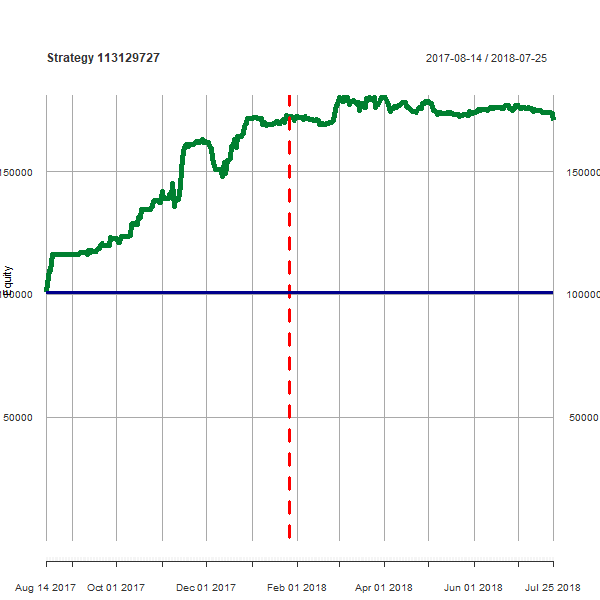 Strategy 113129727
2017-08-14 / 2018-07-25
150000
150000
Equity
100000
100000
50000
50000
Aug 14 2017
Oct 01 2017
Dec 01 2017
Feb 01 2018
Apr 01 2018
Jun 01 2018
Jul 25 2018